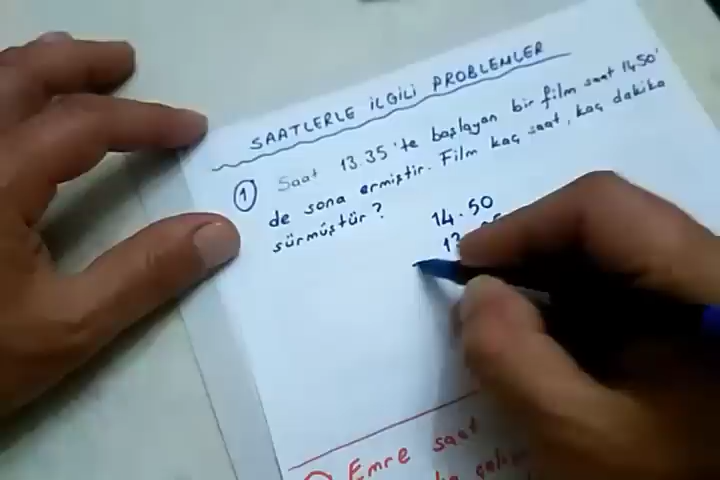 SAATLERLE İLGİLİ PROBLEMLER
1 Saat 13.35'te başlayan bir film saat 14.50'
de sona ermiştir. Film kaç saat, kaç dakika
sürmüştür?
14.50
Emre saat